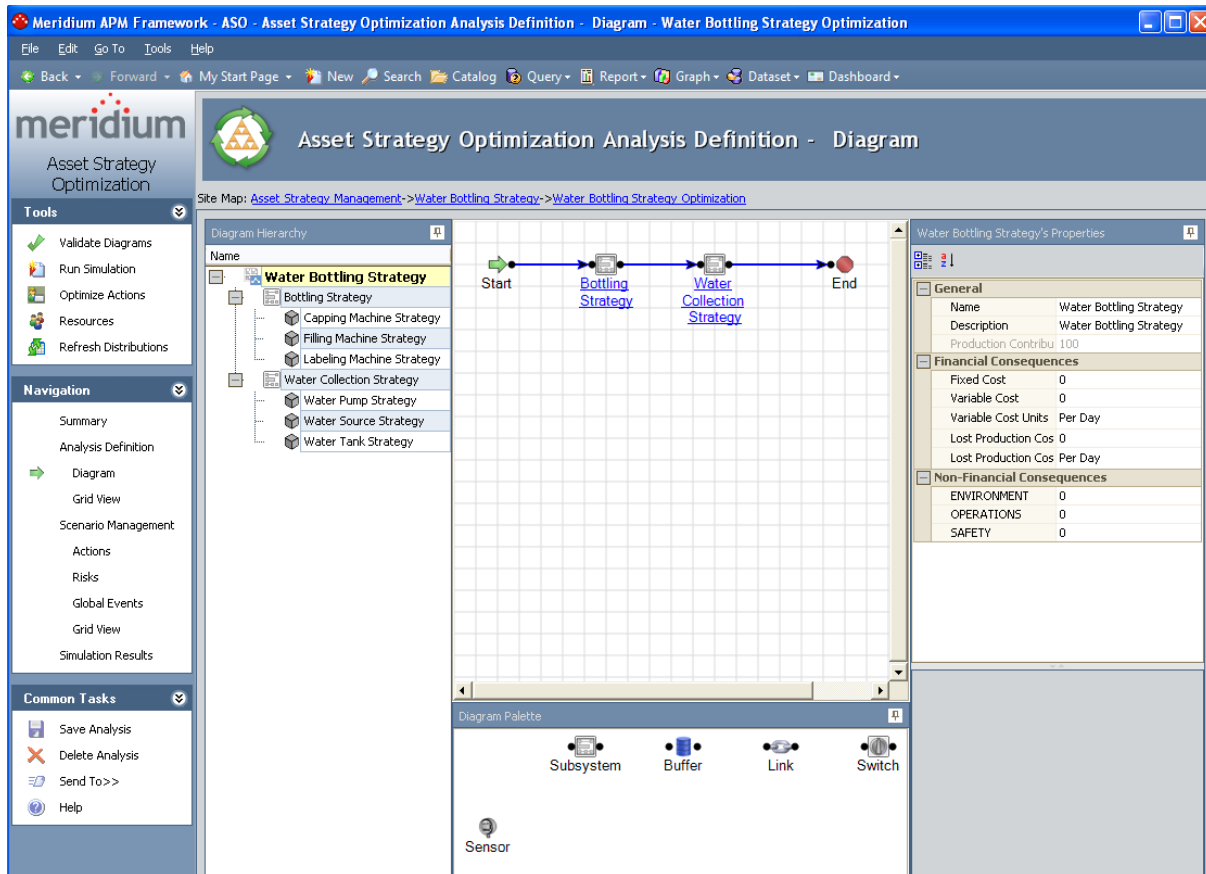 Meridium APM Framework - ASO - Asset Strategy Optimization Analysis Definition - Diagram - Water Bottling Strategy Optimization
File Edit Go To Tools Help
Back Forward My Start Page New Search Catalog Query Report Graph Dataset Dashboard
meridium
Asset Strategy
Optimization
Asset Strategy Optimization Analysis Definition - Diagram
Site Map: Asset Strategy Management->Water Bottling Strategy->Water Bottling Strategy Optimization
Tools
Validate Diagrams
Run Simulation
Optimize Actions
Resources
Refresh Distributions
Navigation
Summary
Analysis Definition
Diagram
Grid View
Scenario Management
Actions
Risks
Global Events
Grid View
Simulation Results
Common Tasks
Save Analysis
Delete Analysis
Send To>>
Help
Diagram Hierarchy
Name
Water Bottling Strategy
Bottling Strategy
Capping Machine Strategy
Filling Machine Strategy
Labeling Machine Strategy
Water Collection Strategy
Water Pump Strategy
Water Source Strategy
Water Tank Strategy
Start
Bottling
Strategy
Water
Collection
Strategy
End
Diagram Palette
Subsystem Buffer Link Switch
Sensor
Water Bottling Strategy's Properties
General
Name Water Bottling Strategy
Description Water Bottling Strategy
Production Contribu 100
Financial Consequences
Fixed Cost 0
Variable Cost 0
Variable Cost Units Per Day
Lost Production Cos 0
Lost Production Cos Per Day
Non-Financial Consequences
ENVIRONMENT 0
OPERATIONS 0
SAFETY 0